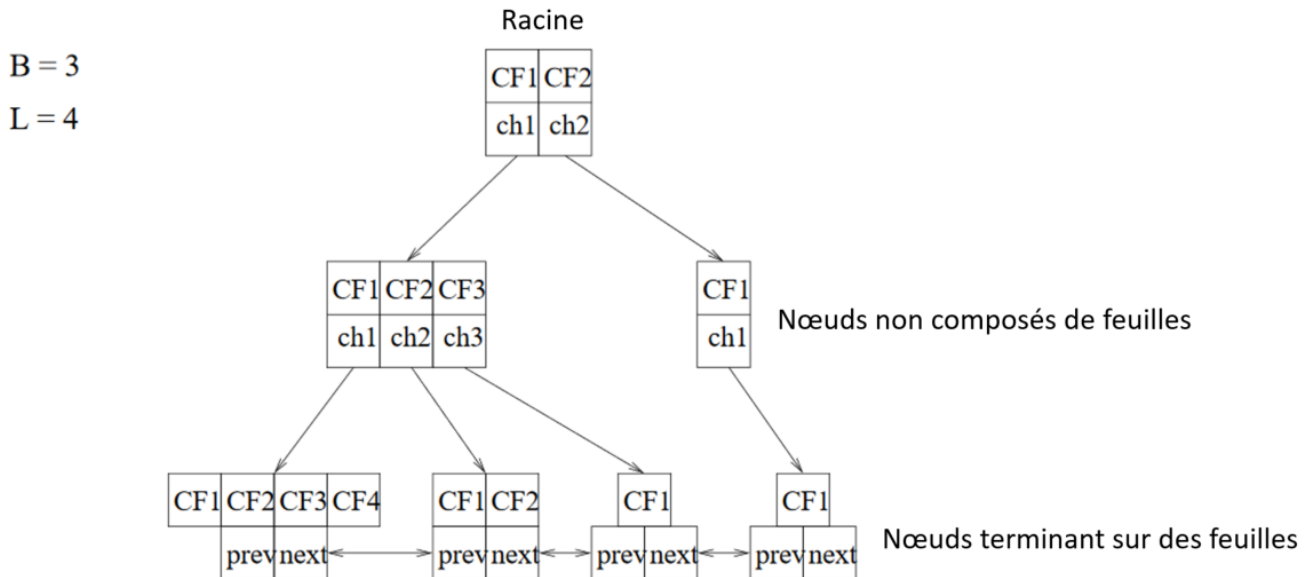 Racine
B = 3
L = 4
CF1 CF2
ch1 ch2
CF1 CF2 CF3
ch1 ch2 ch3
CF1
ch1
Nœuds non composés de feuilles
CF1 CF2 CF3 CF4
prev next
CF1 CF2
prev next
CF1
prev next
CF1
prev next
Nœuds terminant sur des feuilles